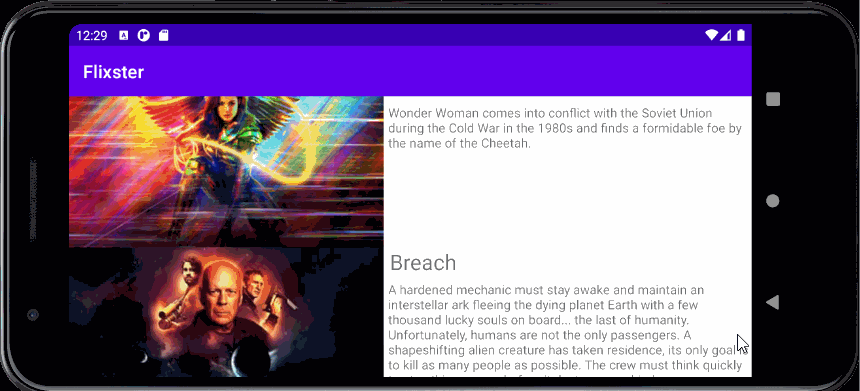 12:29
Flixster
Wonder Woman comes into conflict with the Soviet Union
during the Cold War in the 1980s and finds a formidable foe by
the name of the Cheetah.
Breach
A hardened mechanic must stay awake and maintain an
interstellar ark fleeing the dying planet Earth with a few
thousand lucky souls on board... the last of humanity.
Unfortunately, humans are not the only passengers. A
shapeshifting alien creature has taken residence, its only goal
to kill as many people as possible. The crew must think quickly